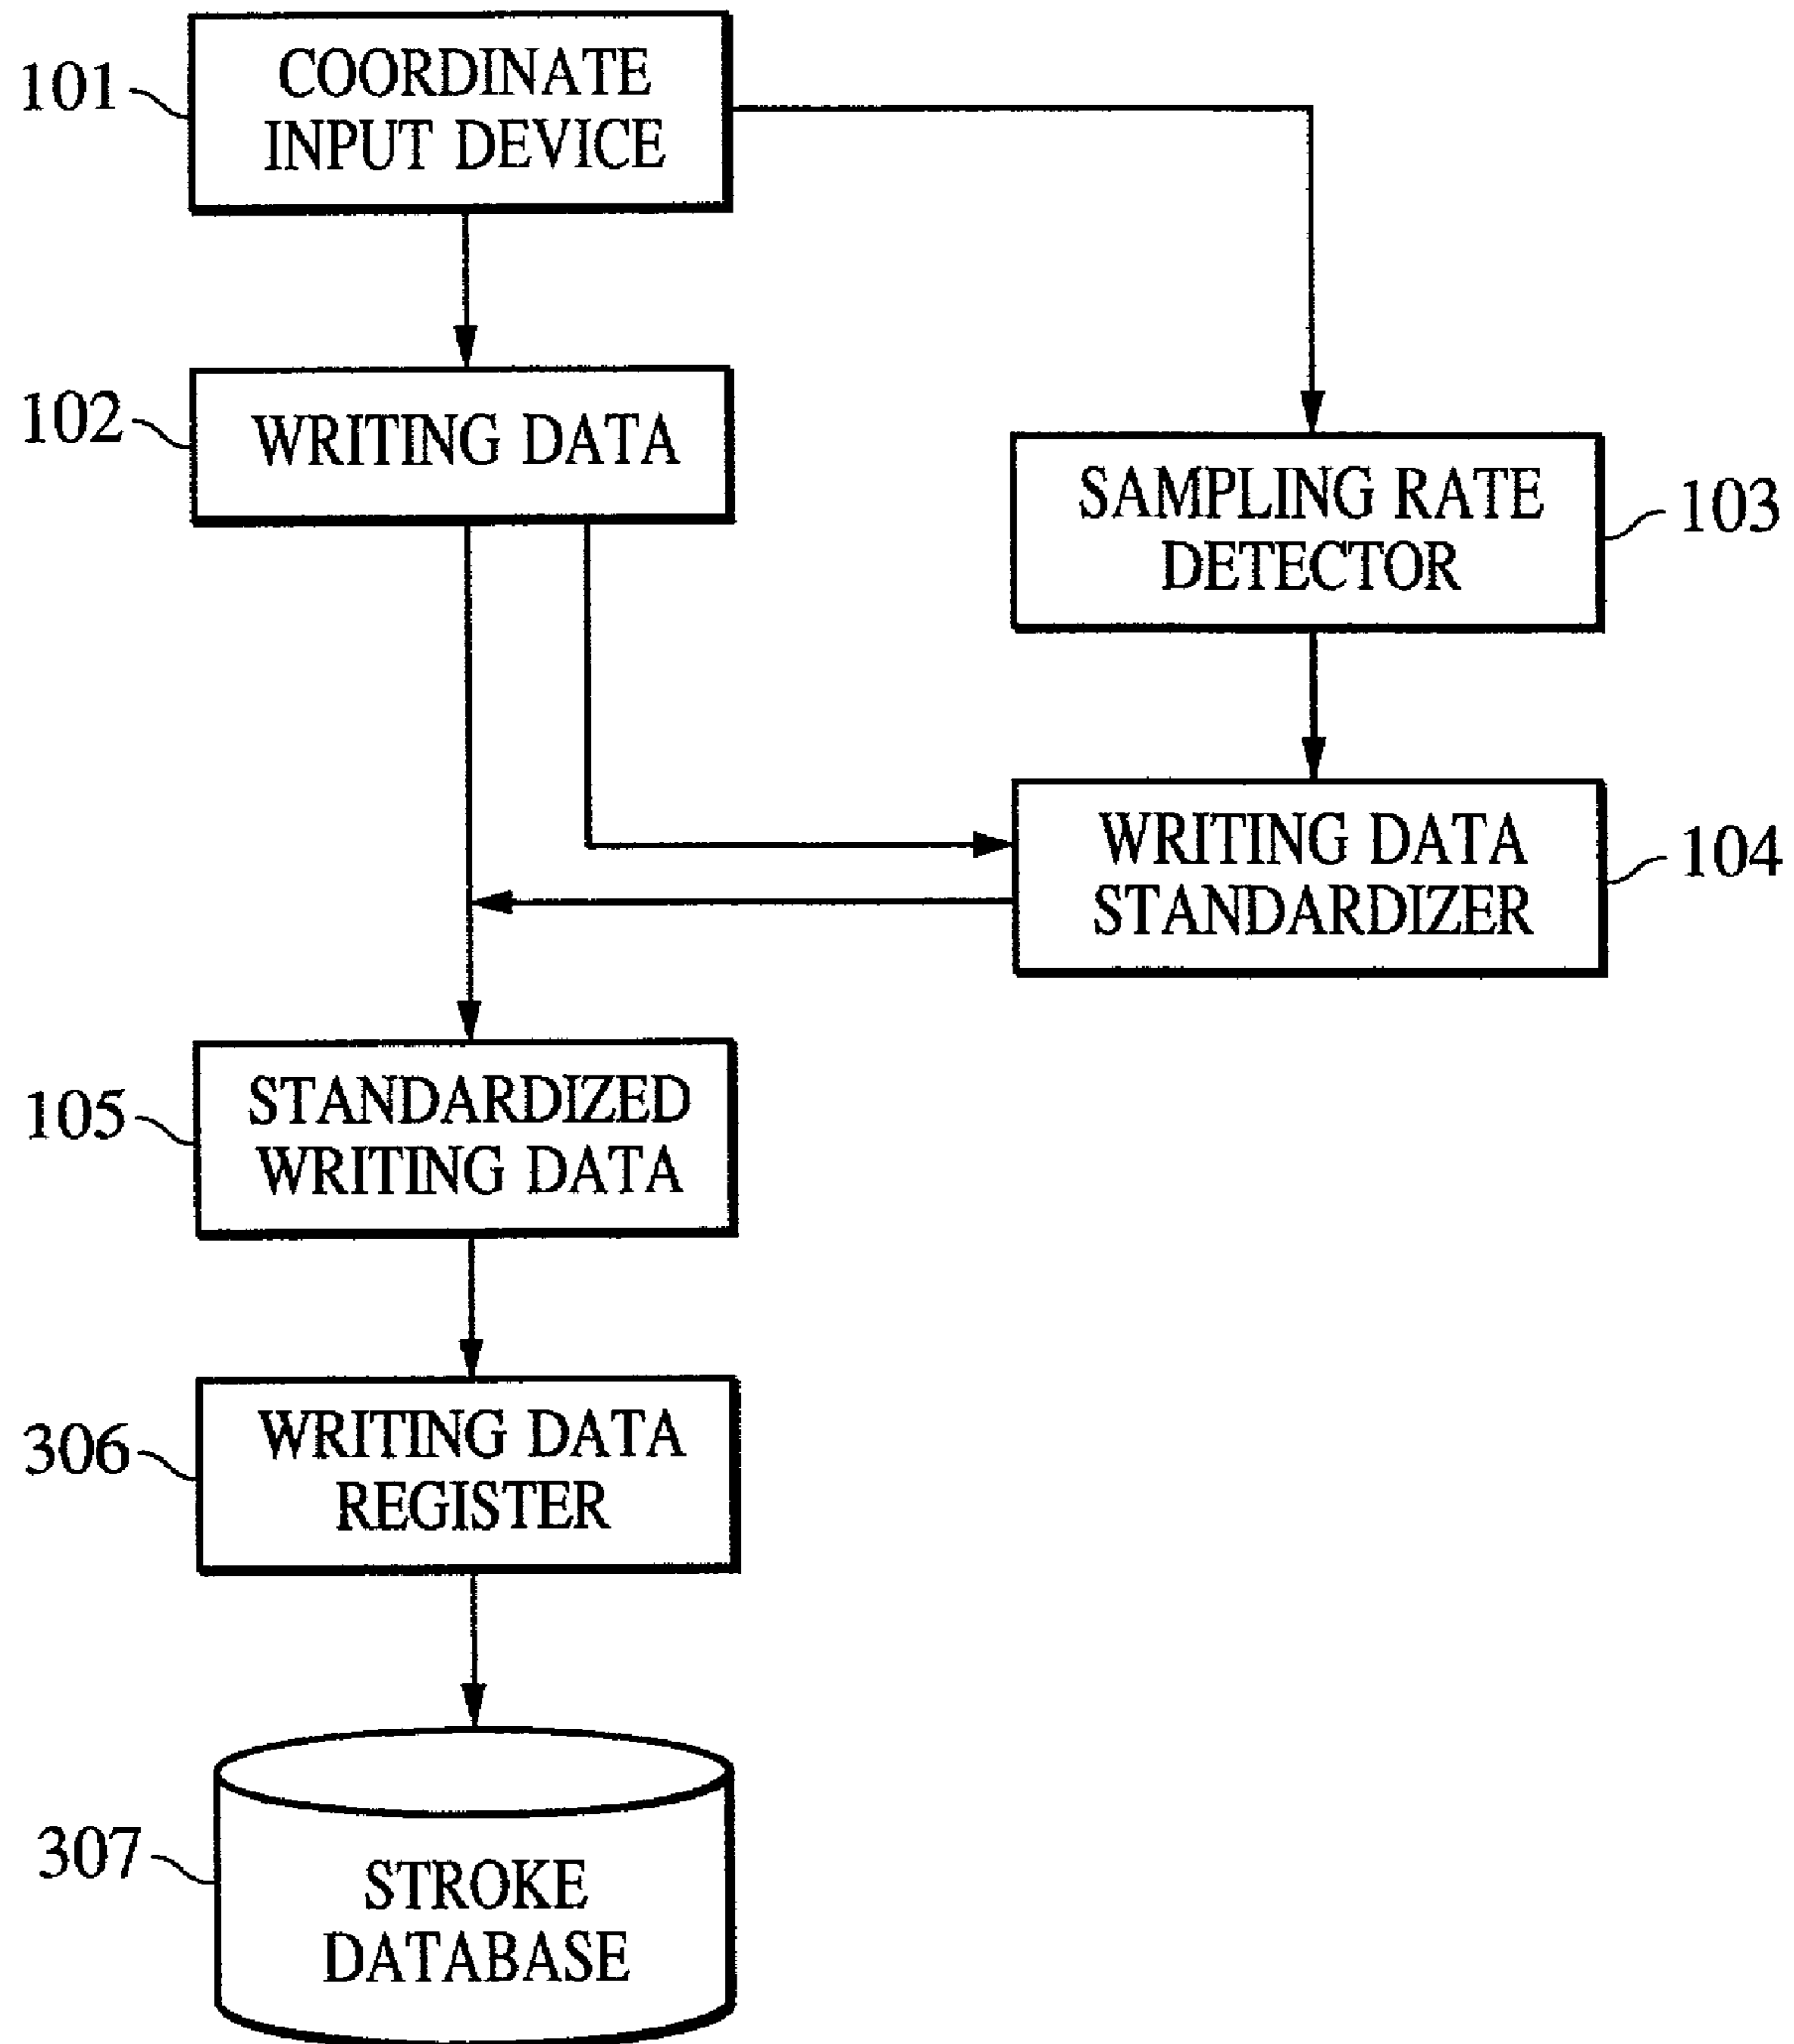 101
COORDINATE
INPUT DEVICE
102
WRITING DATA
SAMPLING RATE
DETECTOR
103
WRITING DATA
STANDARDIZER
104
105
STANDARDIZED
WRITING DATA
306
WRITING DATA
REGISTER
307
STROKE
DATABASE